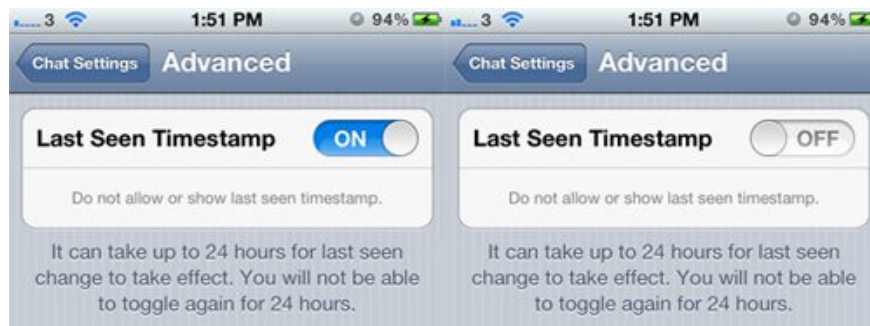 3 1:51 PM 94%
Chat Settings Advanced
Last Seen Timestamp ON
Do not allow or show last seen timestamp.
It can take up to 24 hours for last seen
change to take effect. You will not be able
to toggle again for 24 hours.
3 1:51 PM 94%
Chat Settings Advanced
Last Seen Timestamp OFF
Do not allow or show last seen timestamp.
It can take up to 24 hours for last seen
change to take effect. You will not be able
to toggle again for 24 hours.